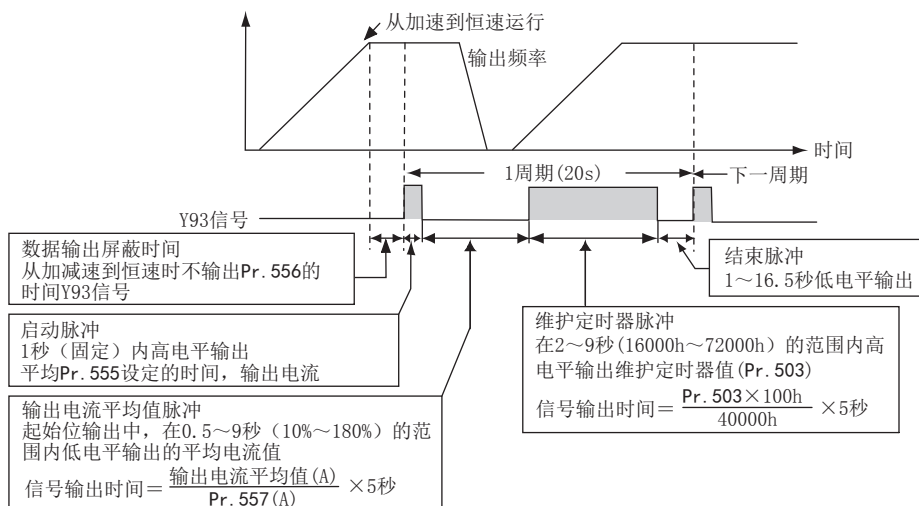 从加速到恒速运行
输出频率
时间
1周期(20s)
下一周期
Y93信号
数据输出屏蔽时间
从加减速到恒速时不输出Pr.556的
时间Y93信号
启动脉冲
1秒（固定）内高电平输出
平均Pr.555设定的时间，输出电流
输出电流平均值脉冲
起始位输出中，在0.5～9秒（10%～180%）的范
围内低电平输出的平均电流值
信号输出时间＝输出电流平均值(A)/Pr.557(A)×5秒
结束脉冲
1～16.5秒低电平输出
维护定时器脉冲
在2～9秒(16000h～72000h）的范围内高
电平输出维护定时器值(Pr.503)
信号输出时间＝Pr.503×100h/40000h×5秒